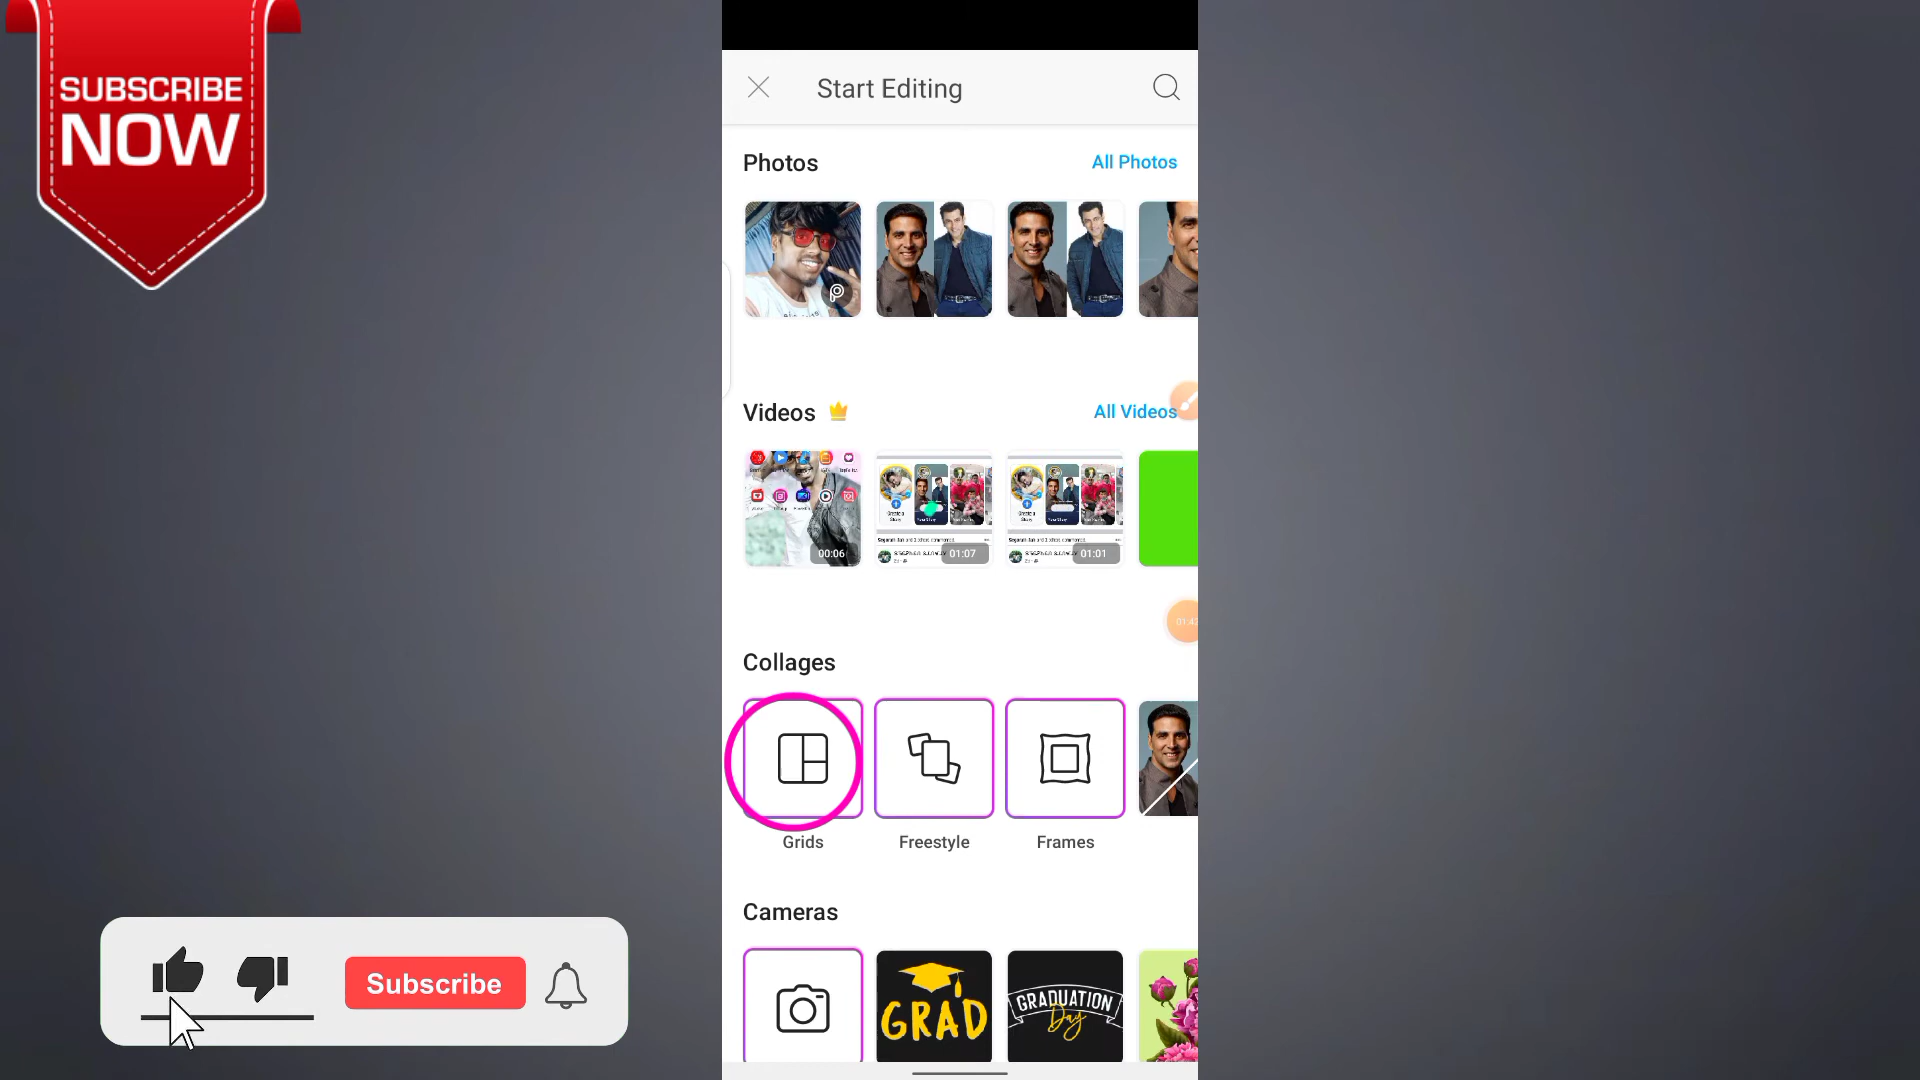 SUBSCRIBE
NOW
Start Editing
Photos
All Photos
Videos
All Videos
00:06
01:07
01:01
Collages
Grids
Freestyle
Frames
Cameras
GRAD
GRADUATION
Day
Subscribe